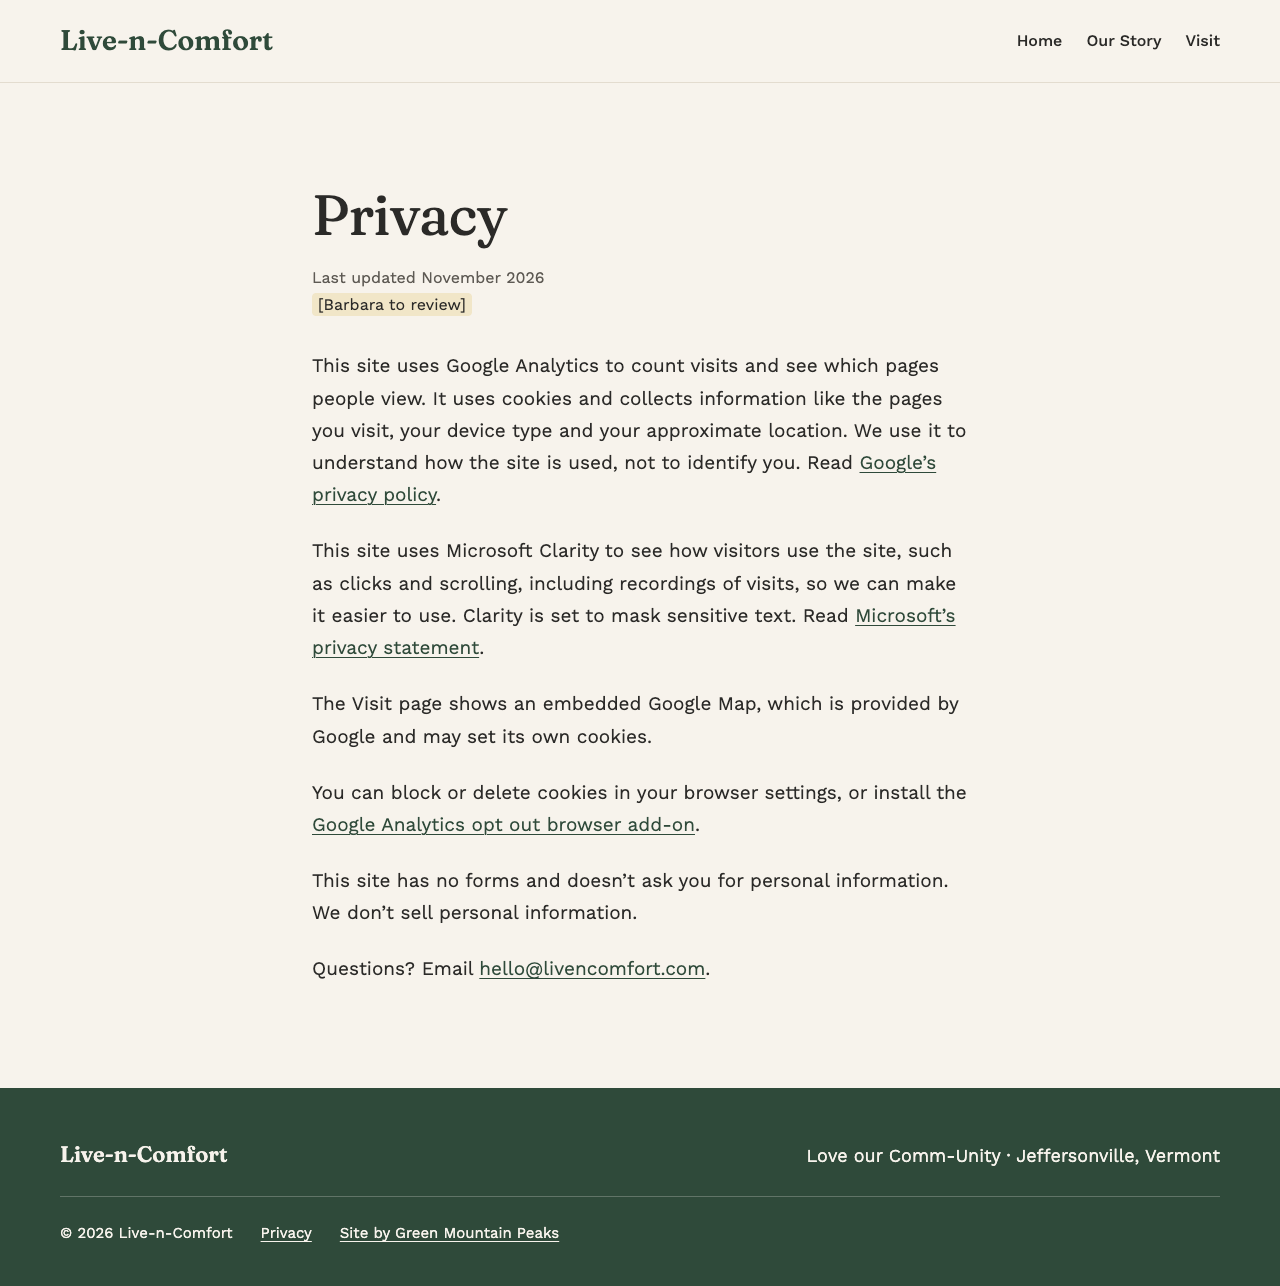 Live-n-Comfort
Home Our Story Visit
Privacy
Last updated November 2026
[Barbara to review]
This site uses Google Analytics to count visits and see which pages
people view. It uses cookies and collects information like the pages
you visit, your device type and your approximate location. We use it to
understand how the site is used, not to identify you. Read Google’s
privacy policy.
This site uses Microsoft Clarity to see how visitors use the site, such
as clicks and scrolling, including recordings of visits, so we can make
it easier to use. Clarity is set to mask sensitive text. Read Microsoft’s
privacy statement.
The Visit page shows an embedded Google Map, which is provided by
Google and may set its own cookies.
You can block or delete cookies in your browser settings, or install the
Google Analytics opt out browser add-on.
This site has no forms and doesn’t ask you for personal information.
We don’t sell personal information.
Questions? Email hello@livencomfort.com.
Live-n-Comfort
Love our Comm-Unity · Jeffersonville, Vermont
© 2026 Live-n-Comfort Privacy Site by Green Mountain Peaks